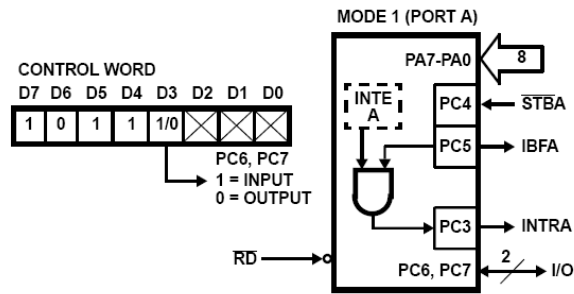 MODE 1 (PORT A)
CONTROL WORD
D7 D6 D5 D4 D3 D2 D1 D0
1 0 1 1 1/0
PC6, PC7
1 = INPUT
0 = OUTPUT
PA7-PA0
8
INTE
A
PC4
STBA
PC5
IBFA
PC3
INTRA
RD
PC6, PC7
2
I/O